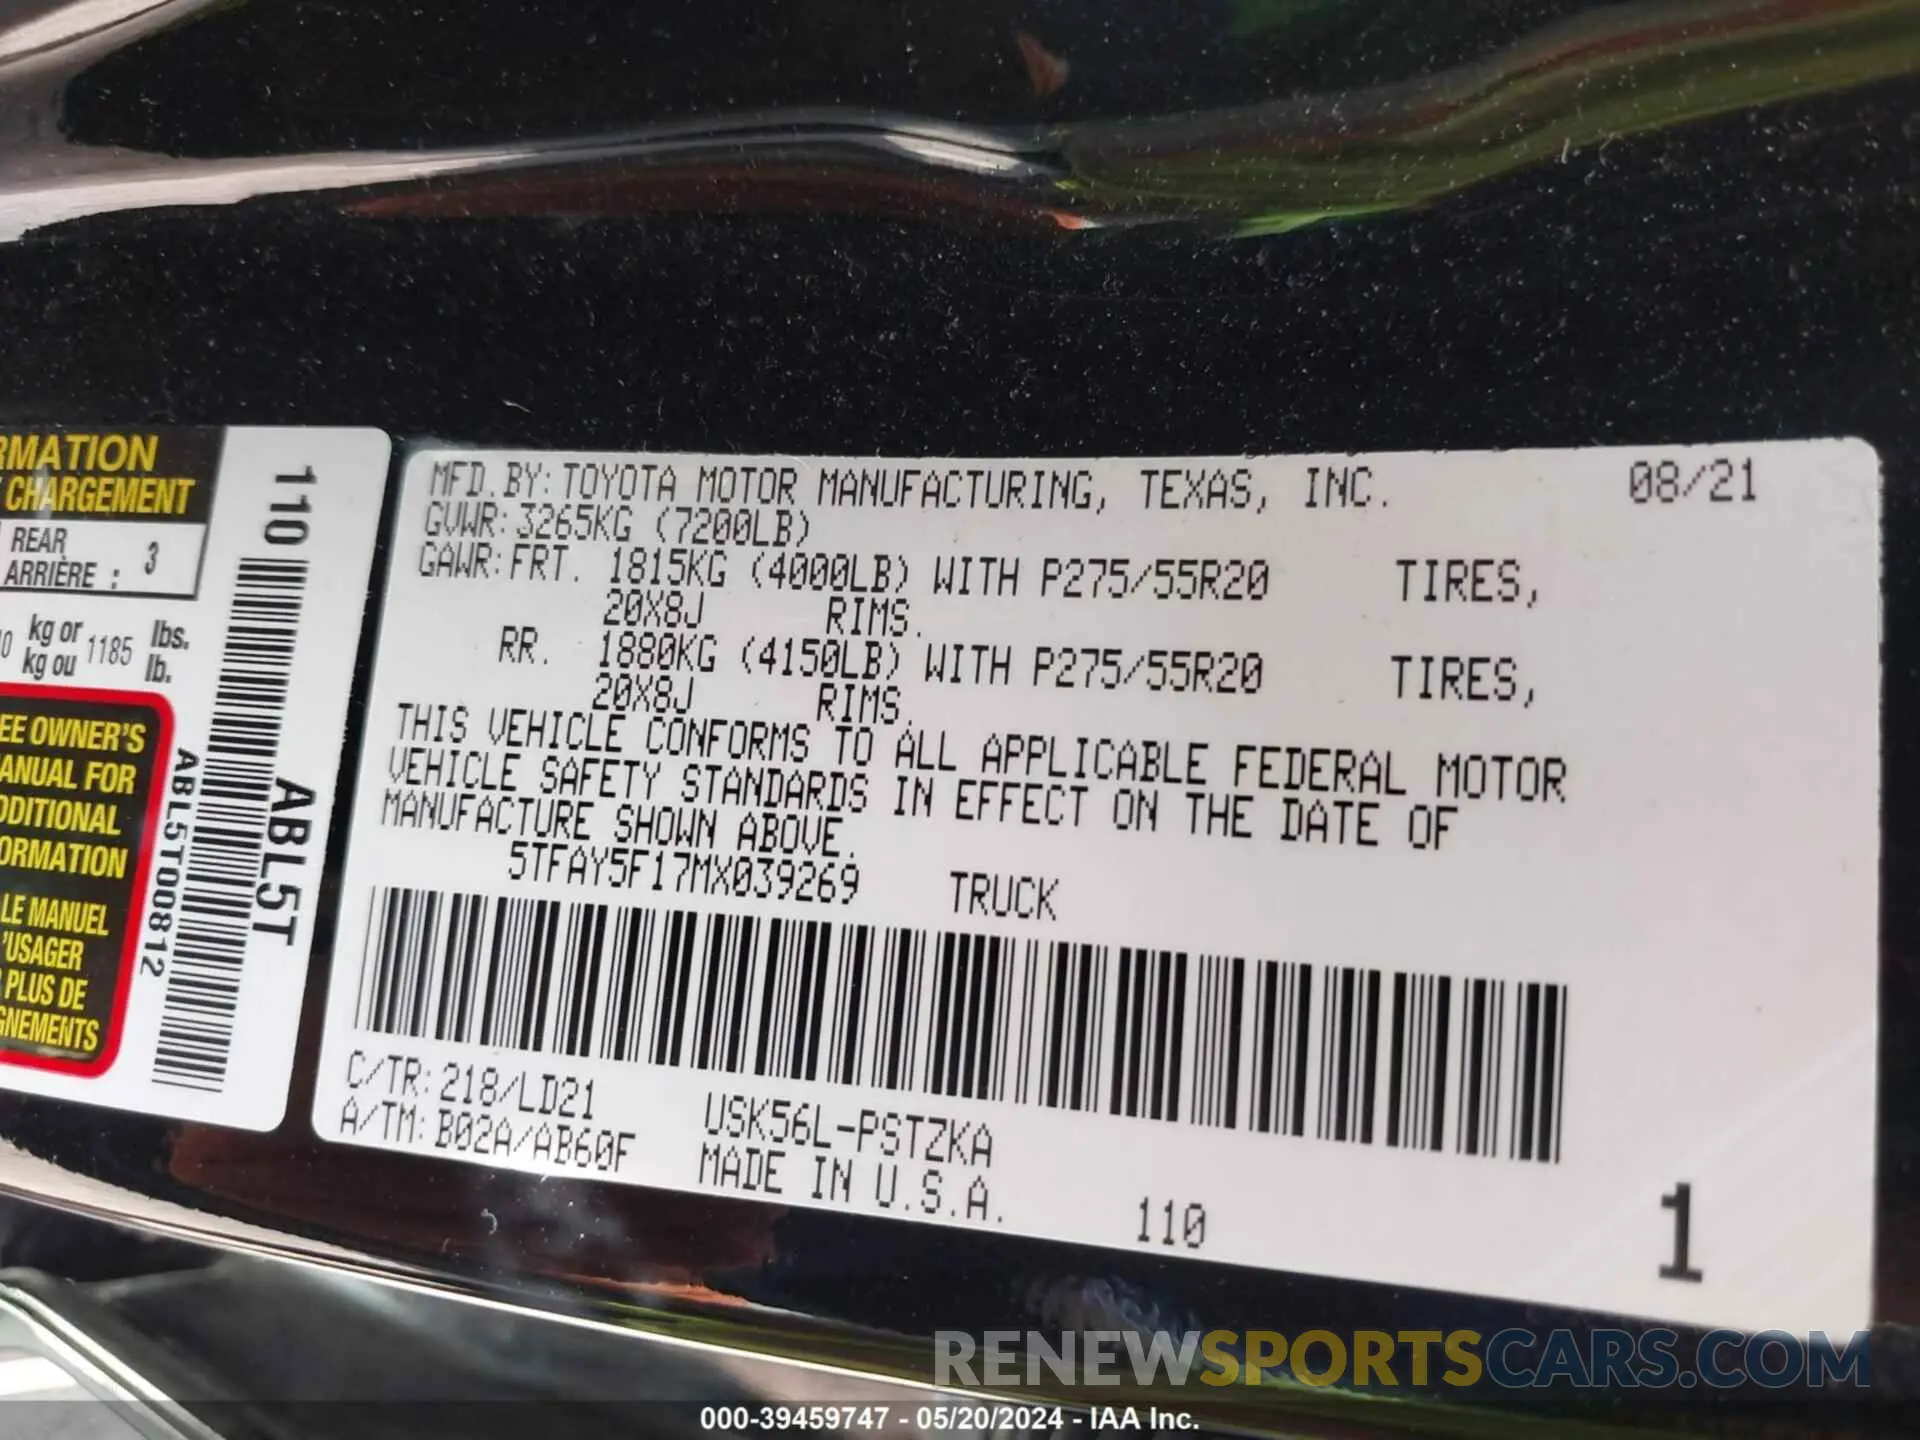 RMATION
CHARGEMENT
REAR
ARRIÈRE : 3
kg or
kg ou 1185 lbs.
lb.
EE OWNER'S
ANUAL FOR
DDITIONAL
ORMATION
LE MANUEL
'USAGER
PLUS DE
GNEMENTS
110
ABL5T
ABL5T00812
MFD.BY: TOYOTA MOTOR MANUFACTURING, TEXAS, INC. 08/21
GVWR: 3265KG (7200LB)
GAWR: FRT. 1815KG (4000LB) WITH P275/55R20 TIRES,
20X8J RIMS.
RR. 1880KG (4150LB) WITH P275/55R20 TIRES,
20X8J RIMS.
THIS VEHICLE CONFORMS TO ALL APPLICABLE FEDERAL MOTOR
VEHICLE SAFETY STANDARDS IN EFFECT ON THE DATE OF
MANUFACTURE SHOWN ABOVE.
5TFAY5F17MX039269 TRUCK
C/TR: 218/LD21 USK56L-PSTZKA
A/TM: B02A/AB60F MADE IN U.S.A. 110
1
RENEWSPORTSCARS.COM
000-39459747 - 05/20/2024 - IAA Inc.